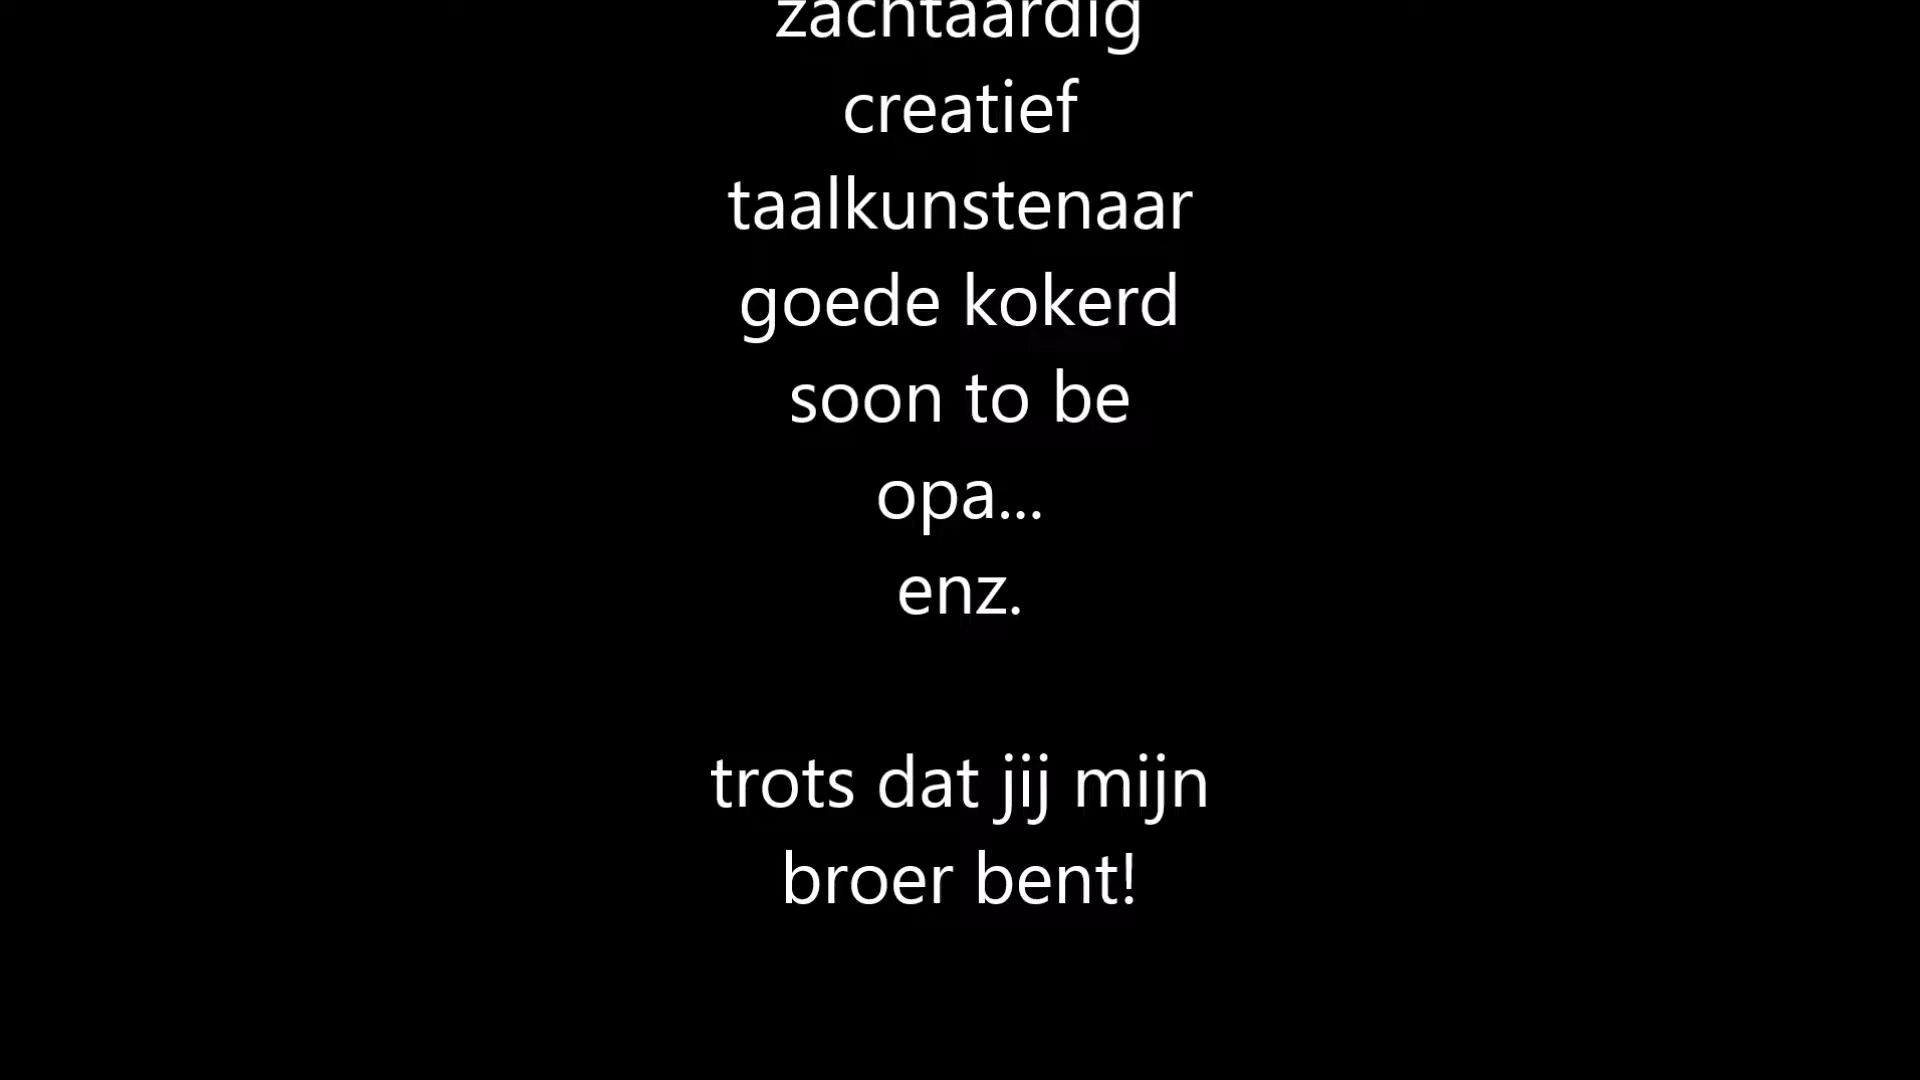 zachtaardig
creatief
taalkunstenaar
goede kokerd
soon to be
opa...
enz.
trots dat jij mijn
broer bent!